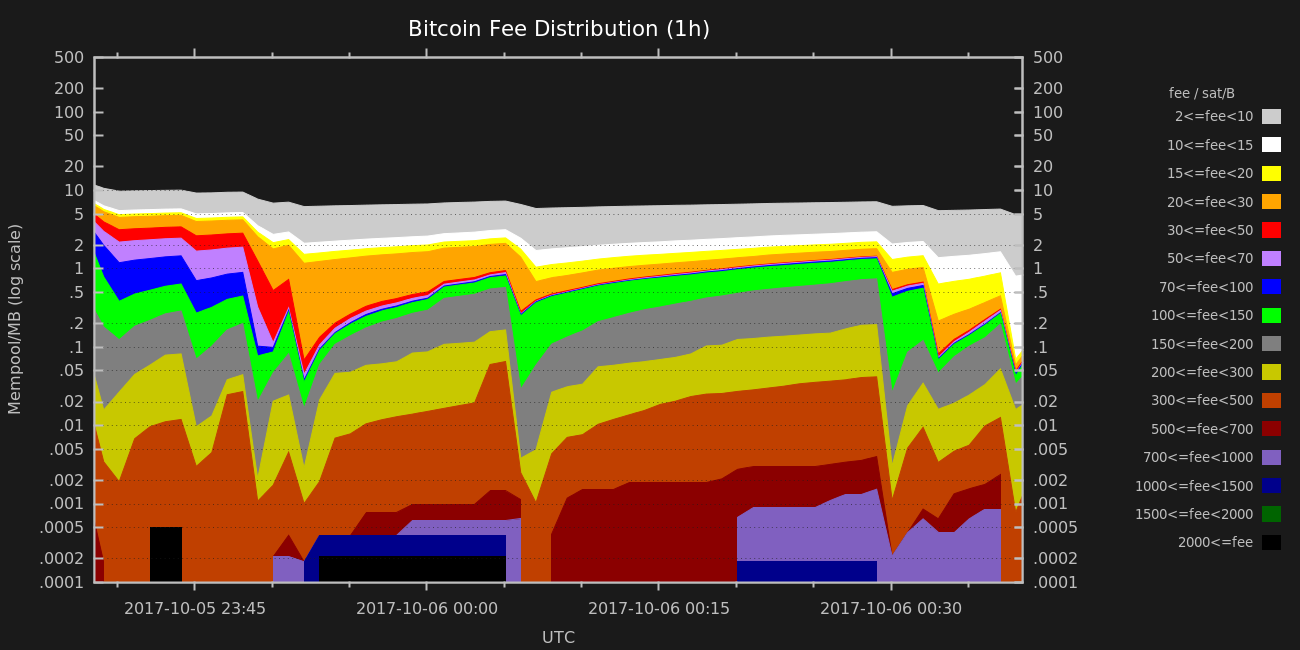 Bitcoin Fee Distribution (1h)
500
200
100
50
20
10
5
2
1
.5
.2
.1
.05
.02
.01
.005
.002
.001
.0005
.0002
.0001
Mempool/MB (log scale)
500
200
100
50
20
10
5
2
1
.5
.2
.1
.05
.02
.01
.005
.002
.001
.0005
.0002
.0001
2017-10-05 23:45
2017-10-06 00:00
2017-10-06 00:15
2017-10-06 00:30
UTC
fee / sat/B
2<=fee<10
10<=fee<15
15<=fee<20
20<=fee<30
30<=fee<50
50<=fee<70
70<=fee<100
100<=fee<150
150<=fee<200
200<=fee<300
300<=fee<500
500<=fee<700
700<=fee<1000
1000<=fee<1500
1500<=fee<2000
2000<=fee